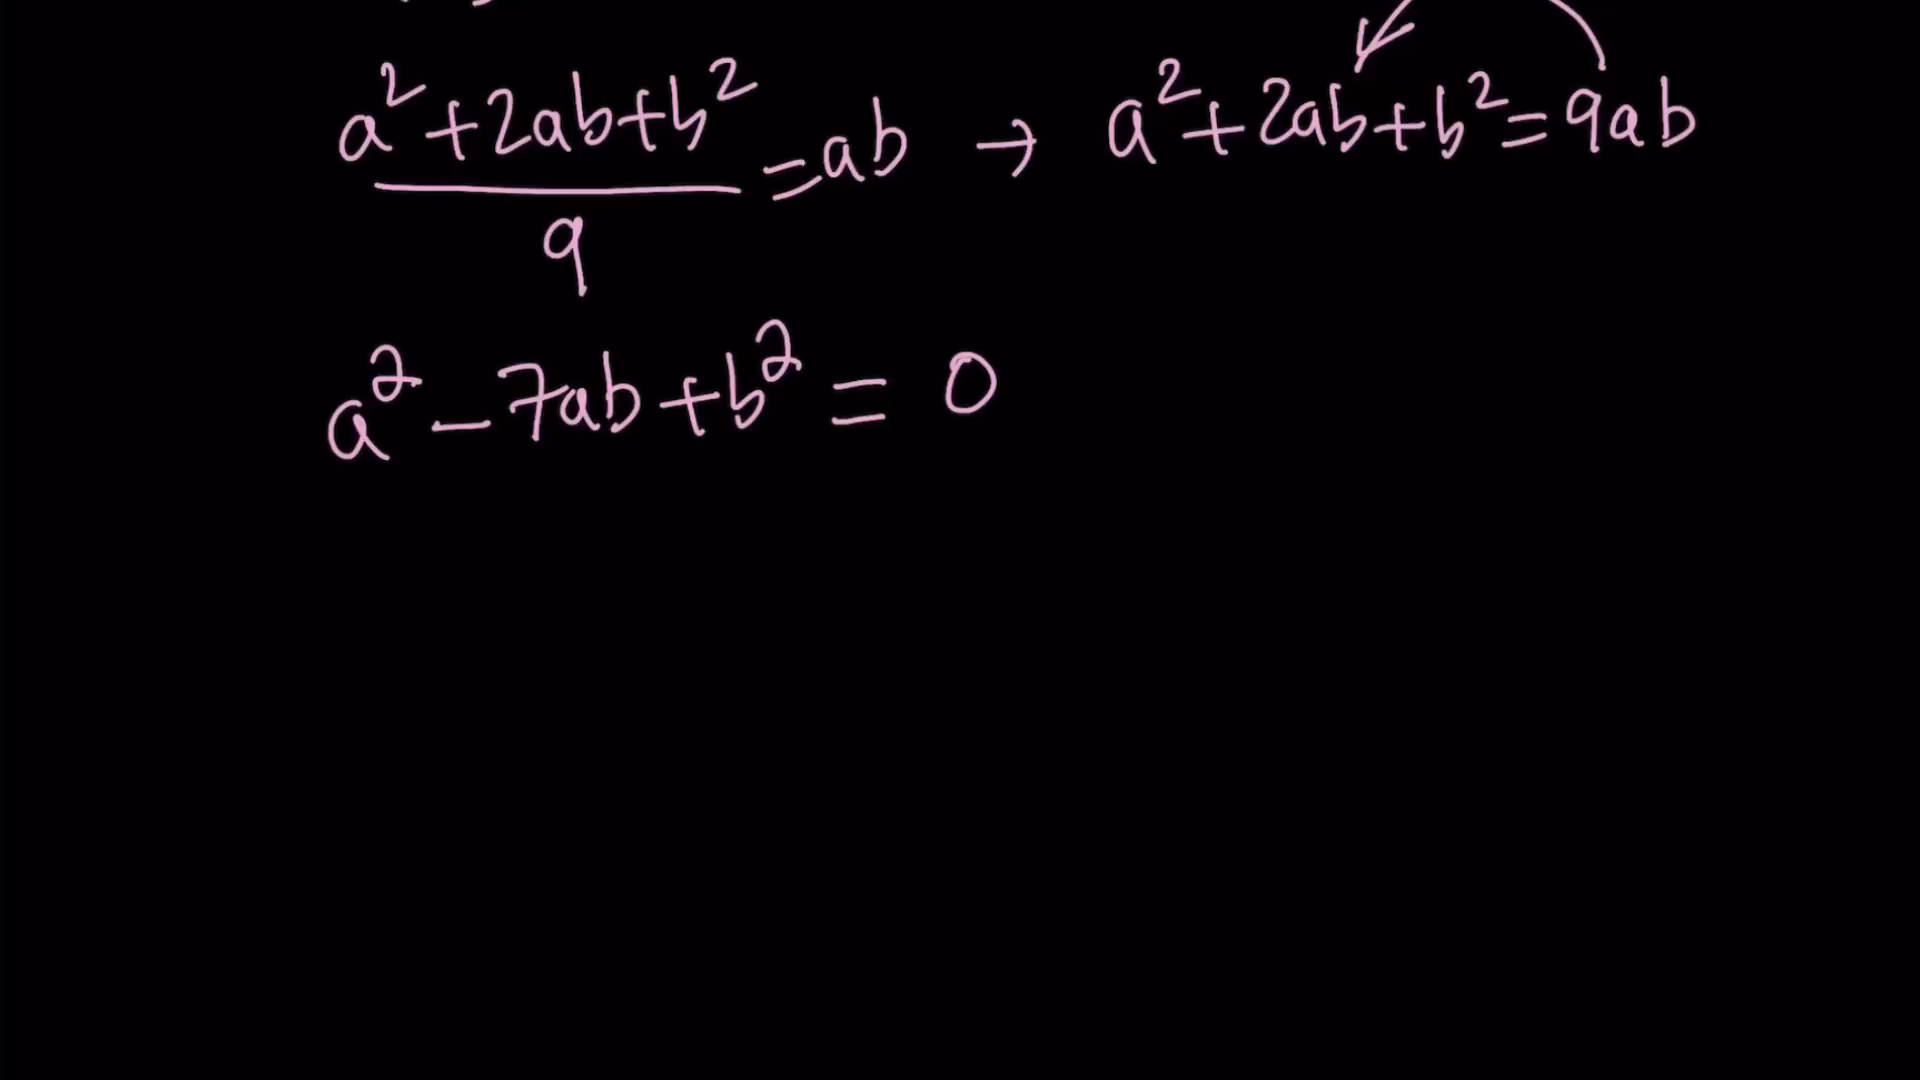 a²+2ab+b²/9 = ab → a²+2ab+b²=9ab
a²-7ab+b² = 0